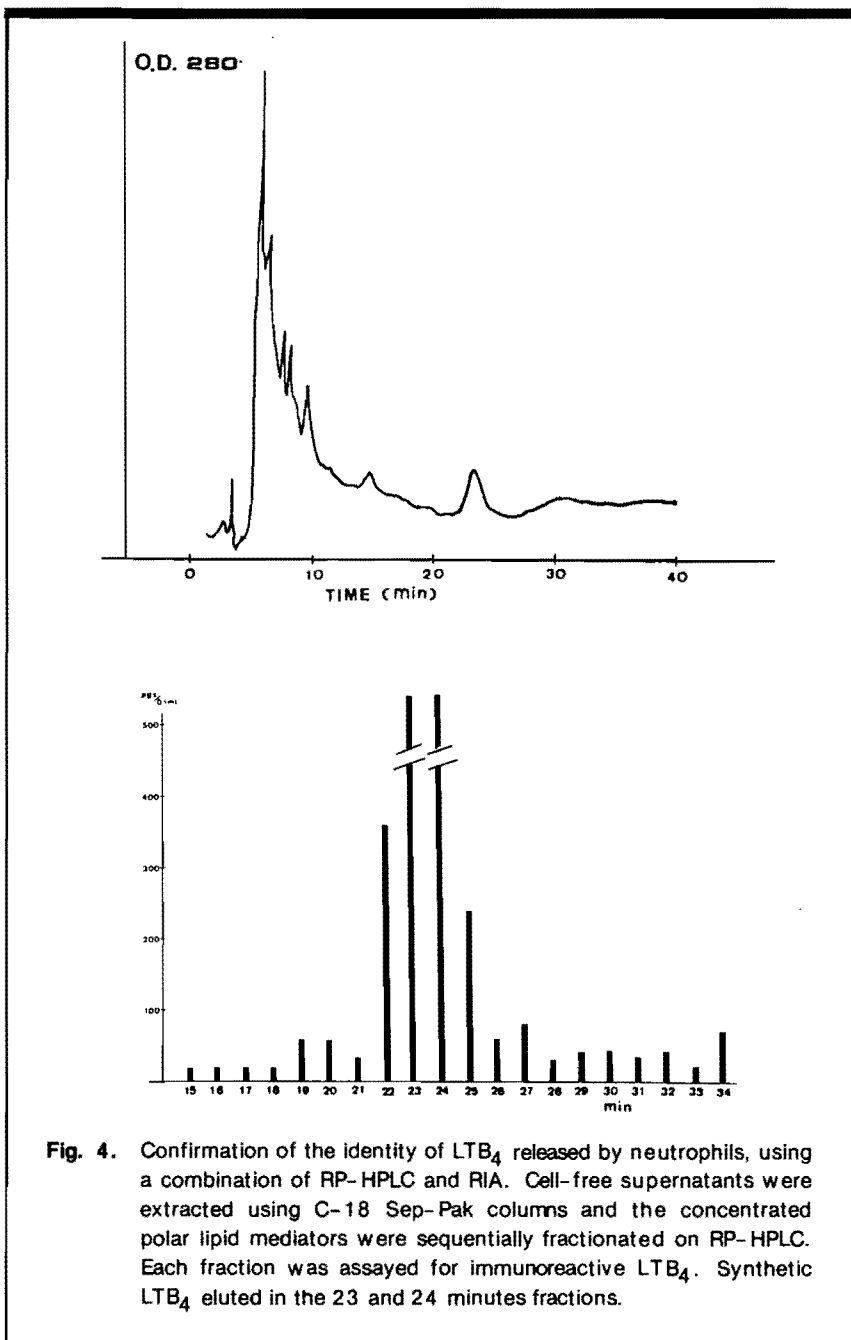 O.D. 280
0 10 20 30 40
TIME (min)
500
400
300
200
100
15 16 17 18 19 20 21 22 23 24 25 26 27 28 29 30 31 32 33 34
min
Fig. 4. Confirmation of the identity of LTB₄ released by neutrophils, using
a combination of RP-HPLC and RIA. Cell-free supernatants were
extracted using C-18 Sep-Pak columns and the concentrated
polar lipid mediators were sequentially fractionated on RP-HPLC.
Each fraction was assayed for immunoreactive LTB₄. Synthetic
LTB₄ eluted in the 23 and 24 minutes fractions.